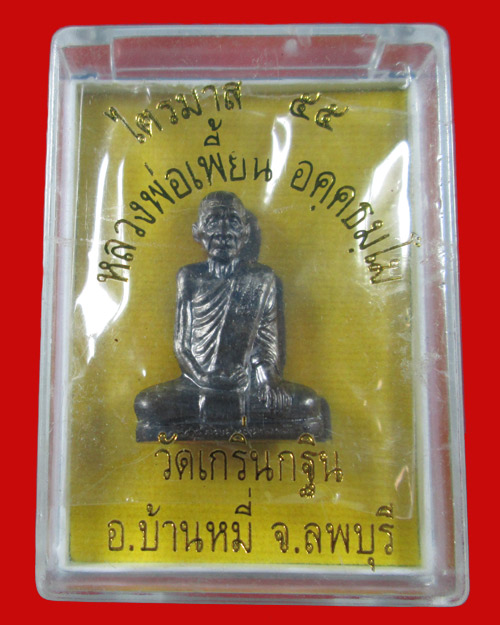 ไตรมาส ๕๕
หลวงพ่อเพี้ยน อคฺคธมฺโม
วัดเกรินกฐิน
อ.บ้านหมี่ จ.ลพบุรี